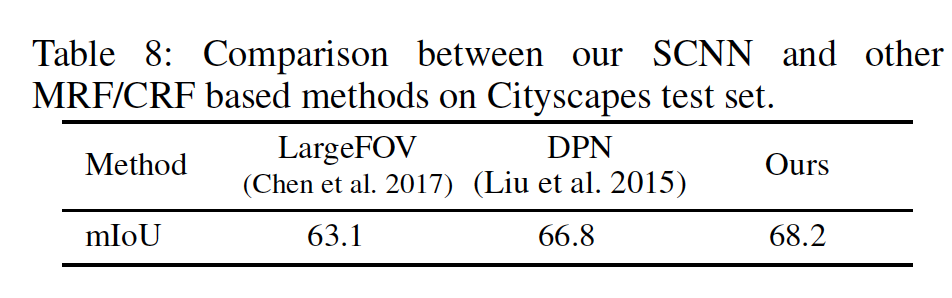 Table 8: Comparison between our SCNN and other
MRF/CRF based methods on Cityscapes test set.
Method LargeFOV (Chen et al. 2017) DPN (Liu et al. 2015) Ours
mIoU 63.1 66.8 68.2